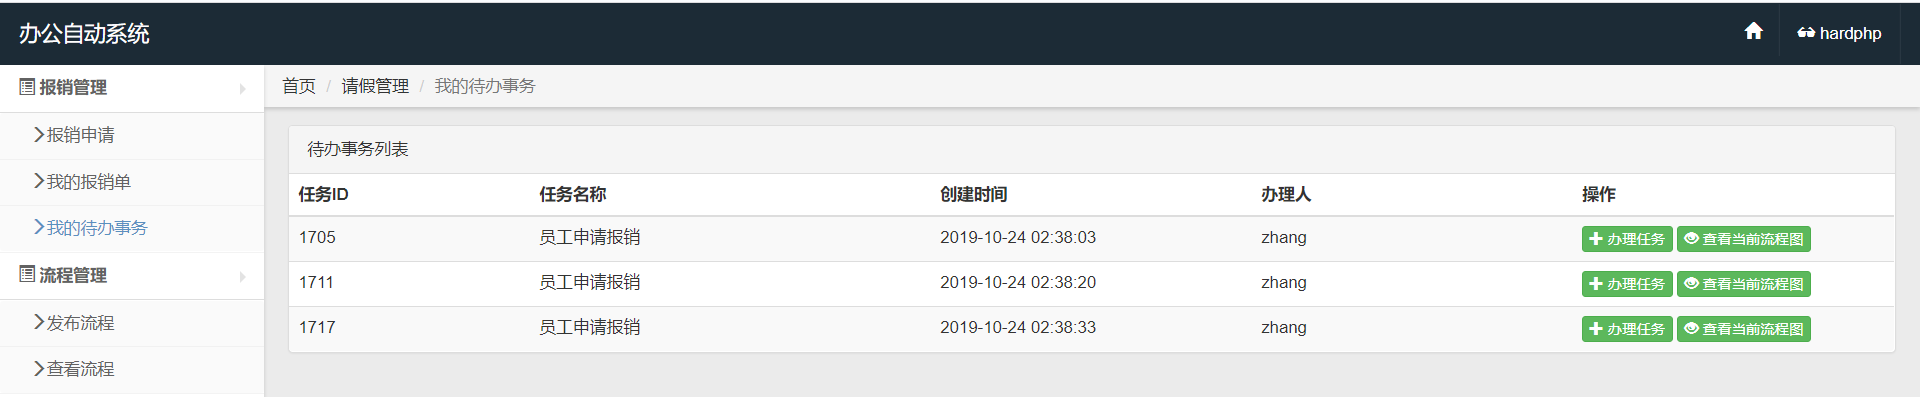 办公自动系统
hardphp
报销管理
报销申请
我的报销单
我的待办事务
流程管理
发布流程
查看流程
首页 / 请假管理 / 我的待办事务
待办事务列表
任务ID 任务名称 创建时间 办理人 操作
1705 员工申请报销 2019-10-24 02:38:03 zhang 办理任务 查看当前流程图
1711 员工申请报销 2019-10-24 02:38:20 zhang 办理任务 查看当前流程图
1717 员工申请报销 2019-10-24 02:38:33 zhang 办理任务 查看当前流程图